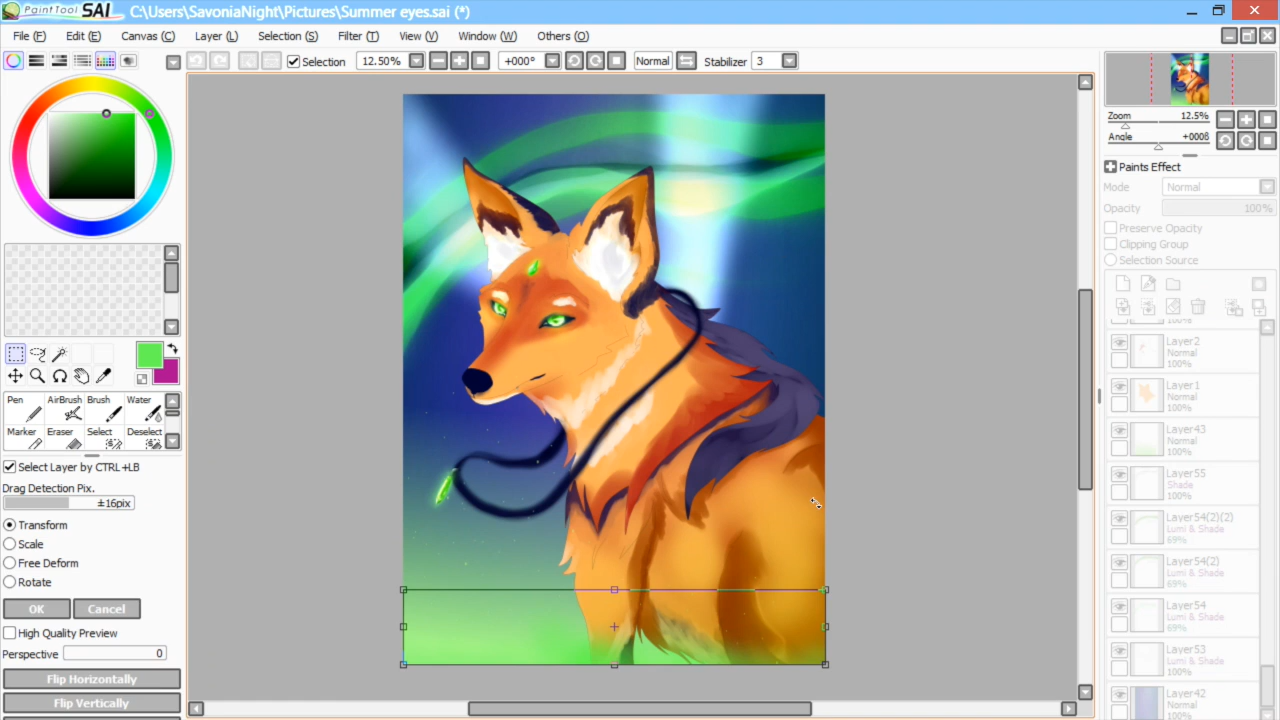 PaintTool SAI C:\Users\SavoniaNight\Pictures\Summer eyes.sai (*)
File (F) Edit (E) Canvas (C) Layer (L) Selection (S) Filter (T) View (V) Window (W) Others (O)
Selection 12.50% +000° Normal Stabilizer 3
Zoom 12.5%
Angle +000ß
Paints Effect
Mode Normal
Opacity 100%
Preserve Opacity
Clipping Group
Selection Source
100%
Layer2
Normal
100%
Layer1
Normal
100%
Layer43
Normal
100%
Layer55
Shade
100%
Layer54(2)(2)
Lumi & Shade
69%
Layer54(2)
Lumi & Shade
68%
Layer54
Lumi & Shade
69%
Layer53
Lumi & Shade
100%
Layer42
Normal
100%
Pen AirBrush Brush Water
Marker Eraser Select Deselect
Select Layer by CTRL+LB
Drag Detection Pix.
±16pix
Transform
Scale
Free Deform
Rotate
OK Cancel
High Quality Preview
Perspective 0
Flip Horizontally
Flip Vertically